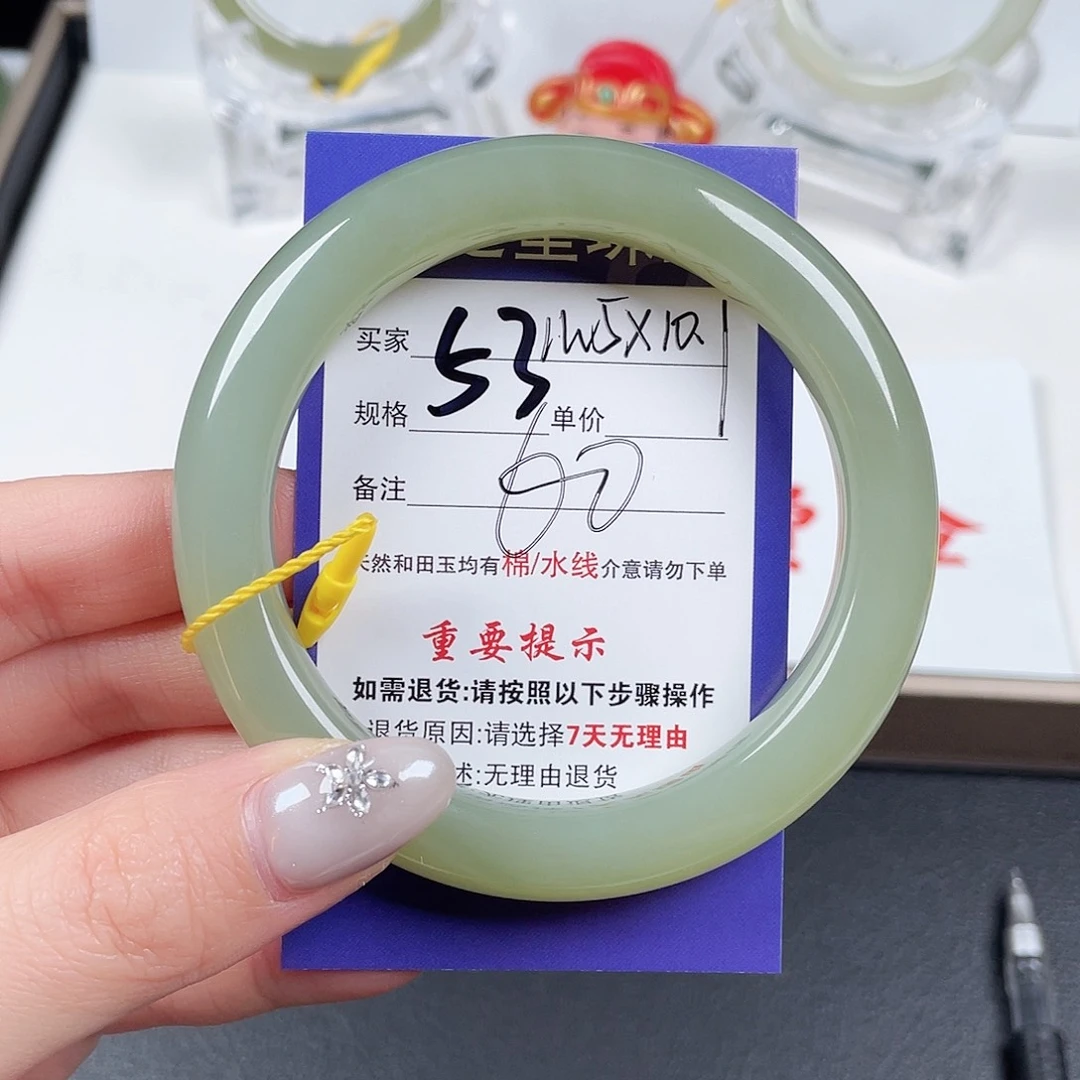 买家 53
规格 单价
备注 60
天然和田玉均有棉/水线介意请勿下单
重要提示
如需退货:请按照以下步骤操作
退货原因:请选择7天无理由
述:无理由退货